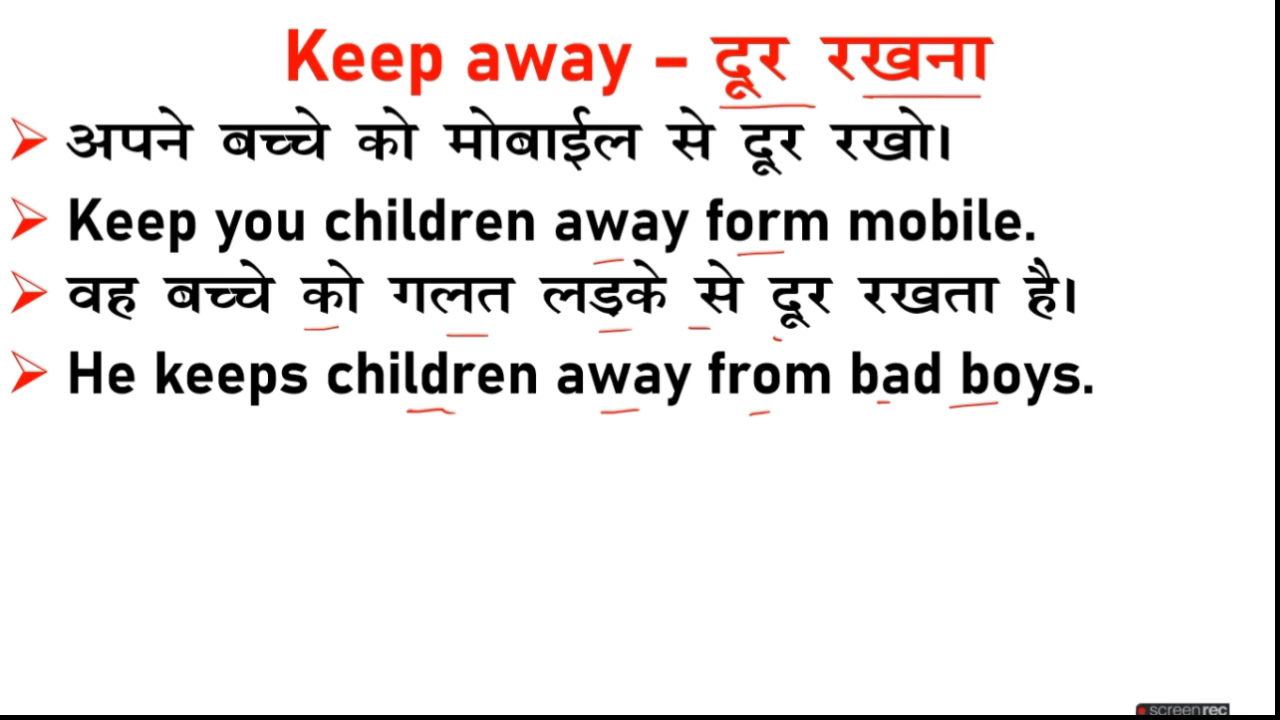 Keep away – दूर रखना
अपने बच्चे को मोबाईल से दूर रखो।
Keep you children away form mobile.
वह बच्चे को गलत लड़के से दूर रखता है।
He keeps children away from bad boys.
screenrec